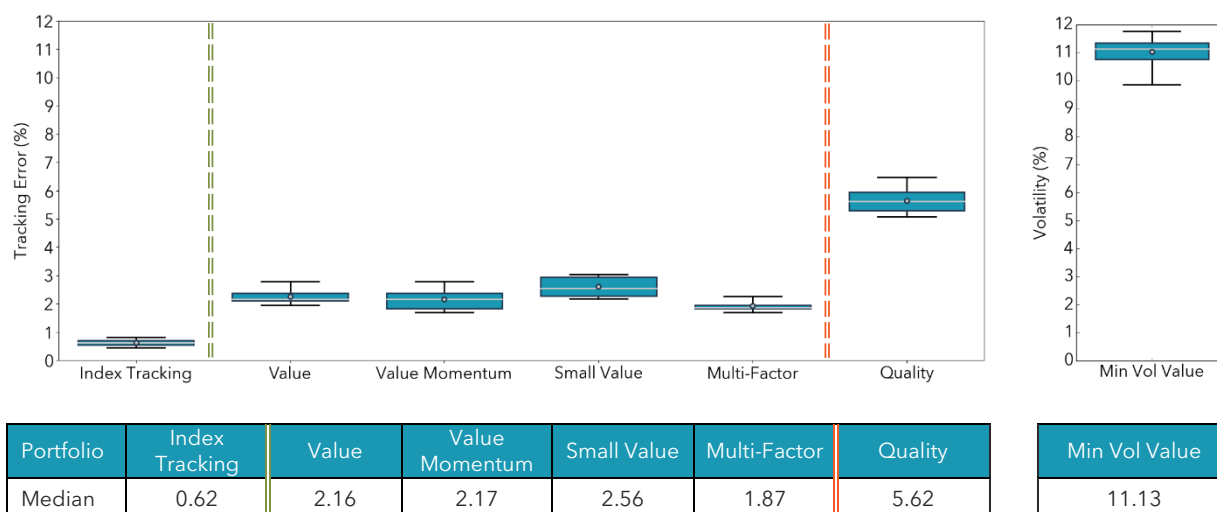 12
11
10
9
8
7
6
5
4
3
2
1
0
Tracking Error (%)
Index Tracking
Value
Value Momentum
Small Value
Multi-Factor
Quality
12
11
10
9
8
7
6
5
4
3
2
1
0
Volatility (%)
Min Vol Value
Portfolio
Index
Tracking
Value
Value
Momentum
Small Value
Multi-Factor
Quality
Min Vol Value
Median
0.62
2.16
2.17
2.56
1.87
5.62
11.13